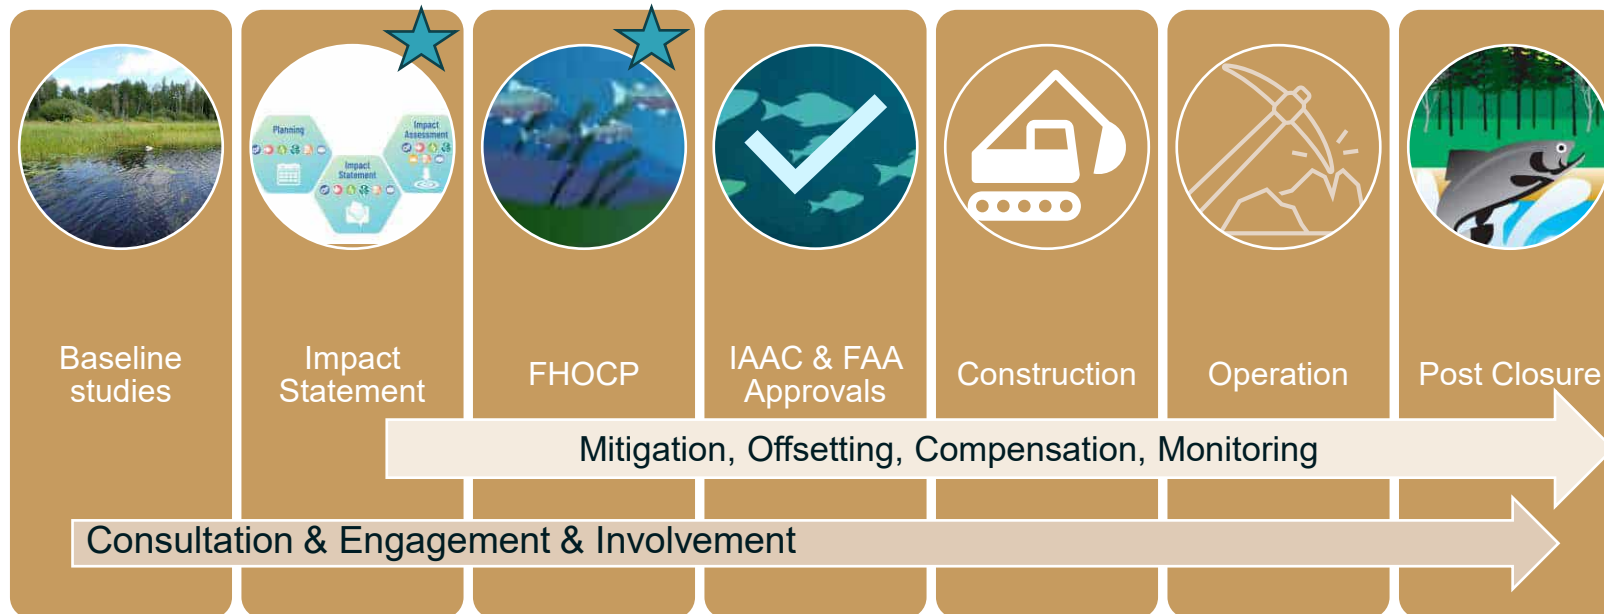 Planning
Impact
Statement
Impact
Assessment
Baseline
studies
Impact
Statement
FHOCP
IAAC & FAA
Approvals
Construction
Operation
Post Closure
Mitigation, Offsetting, Compensation, Monitoring
Consultation & Engagement & Involvement